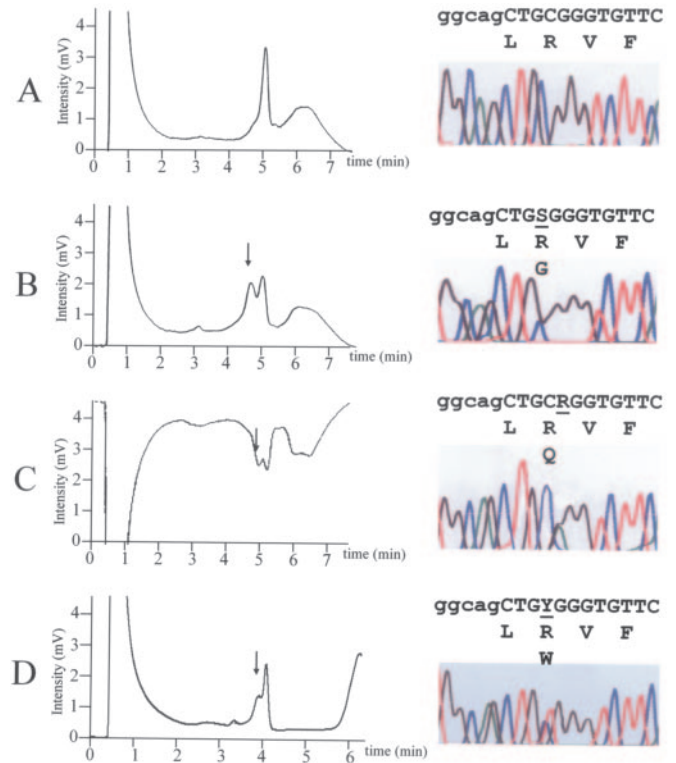 A
Intensity (mV)
4
3
2
1
0
0 1 2 3 4 5 6 7 time (min)
ggcagCTGCGGGTGTTC
L R V F
B
Intensity (mV)
4
3
2
1
0
0 1 2 3 4 5 6 7 time (min)
ggcagCTGSGGGTGTTC
L R V F
G
C
Intensity (mV)
4
3
2
1
0
0 1 2 3 4 5 6 7 time (min)
ggcagCTGCRGGTGTTC
L R V F
Q
D
Intensity (mV)
4
3
2
1
0
0 1 2 3 4 5 6 time (min)
ggcagCTGYGGGTGTTC
L R V F
W